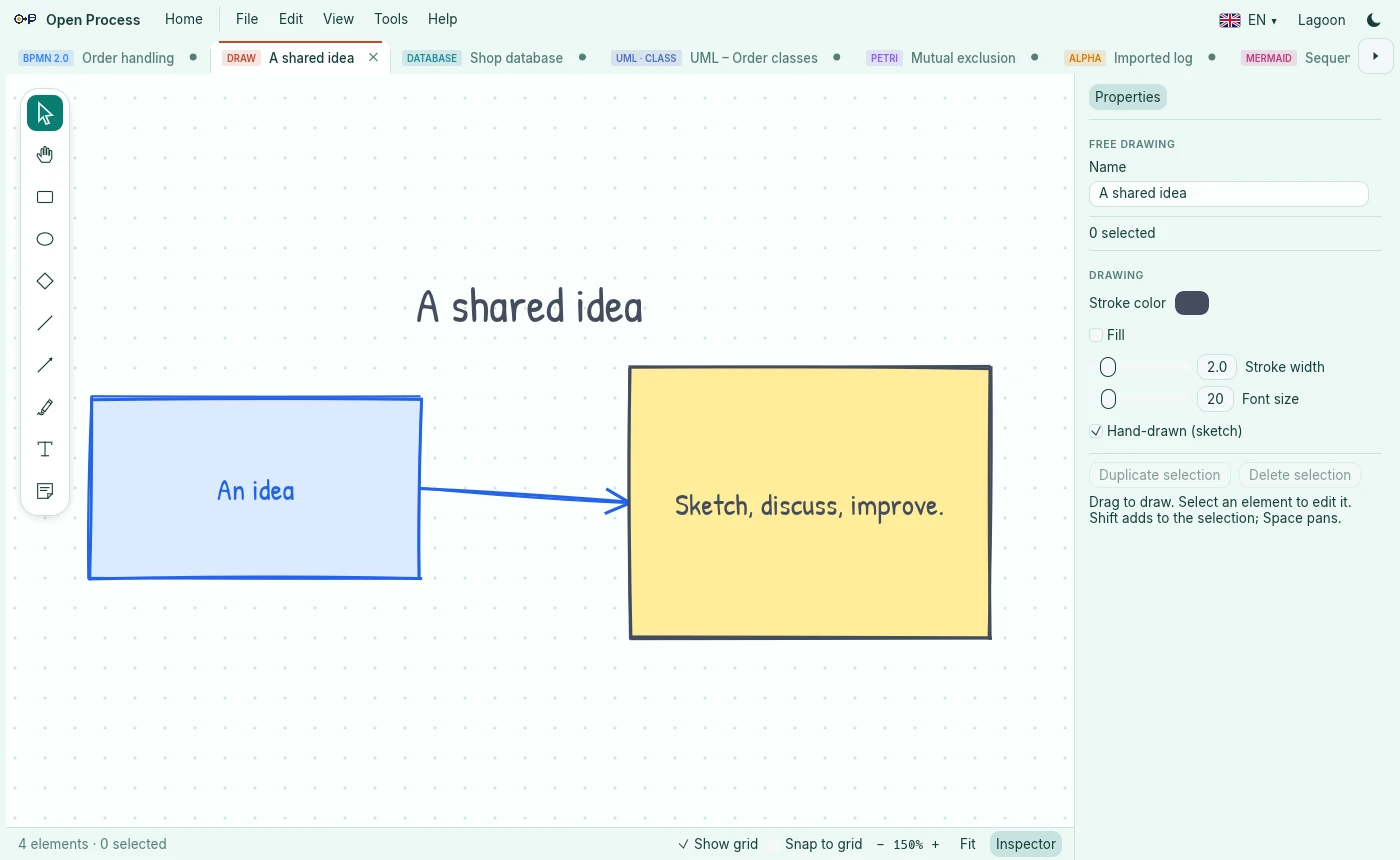 Open Process Home File Edit View Tools Help EN ▾ Lagoon
BPMN 2.0 Order handling DRAW A shared idea × DATABASE Shop database UML · CLASS UML – Order classes PETRI Mutual exclusion ALPHA Imported log MERMAID Sequer
Properties
FREE DRAWING
Name
A shared idea
0 selected
DRAWING
Stroke color
Fill
2.0 Stroke width
20 Font size
Hand-drawn (sketch)
Duplicate selection Delete selection
Drag to draw. Select an element to edit it.
Shift adds to the selection; Space pans.
T
A shared idea
An idea
Sketch, discuss, improve.
4 elements · 0 selected ✓ Show grid Snap to grid − 150% + Fit Inspector